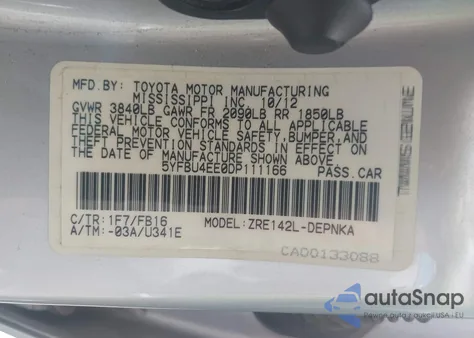 MFD.BY: TOYOTA MOTOR MANUFACTURING
MISSISSIPPI INC. 10/12
GVWR 3840LB GAWR FR 2090LB RR 1850LB
THIS VEHICLE CONFORMS TO ALL APPLICABLE
FEDERAL MOTOR VEHICLE SAFETY,BUMPER,AND
THEFT PREVENTION STANDARDS IN EFFECT ON
THE DATE OF MANUFACTURE SHOWN ABOVE.
5YFBU4EE0DP111166 PASS.CAR
C/TR:1F7/FB16 MODEL:ZRE142L-DEPNKA
A/TM:-03A/U341E
CA00133088
autoSnap